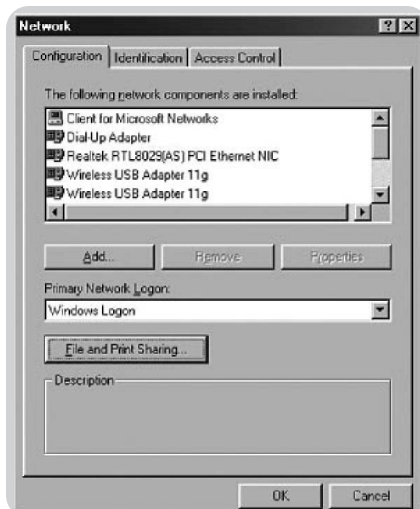 Network
Configuration
Identification
Access Control
The following network components are installed:
Client for Microsoft Networks
Dial-Up Adapter
Realtek RTL8029(AS) PCI Ethernet NIC
Wireless USB Adapter 11g
Wireless USB Adapter 11g
Add...
Remove
Properties
Primary Network Logon:
Windows Logon
File and Print Sharing...
Description
OK
Cancel